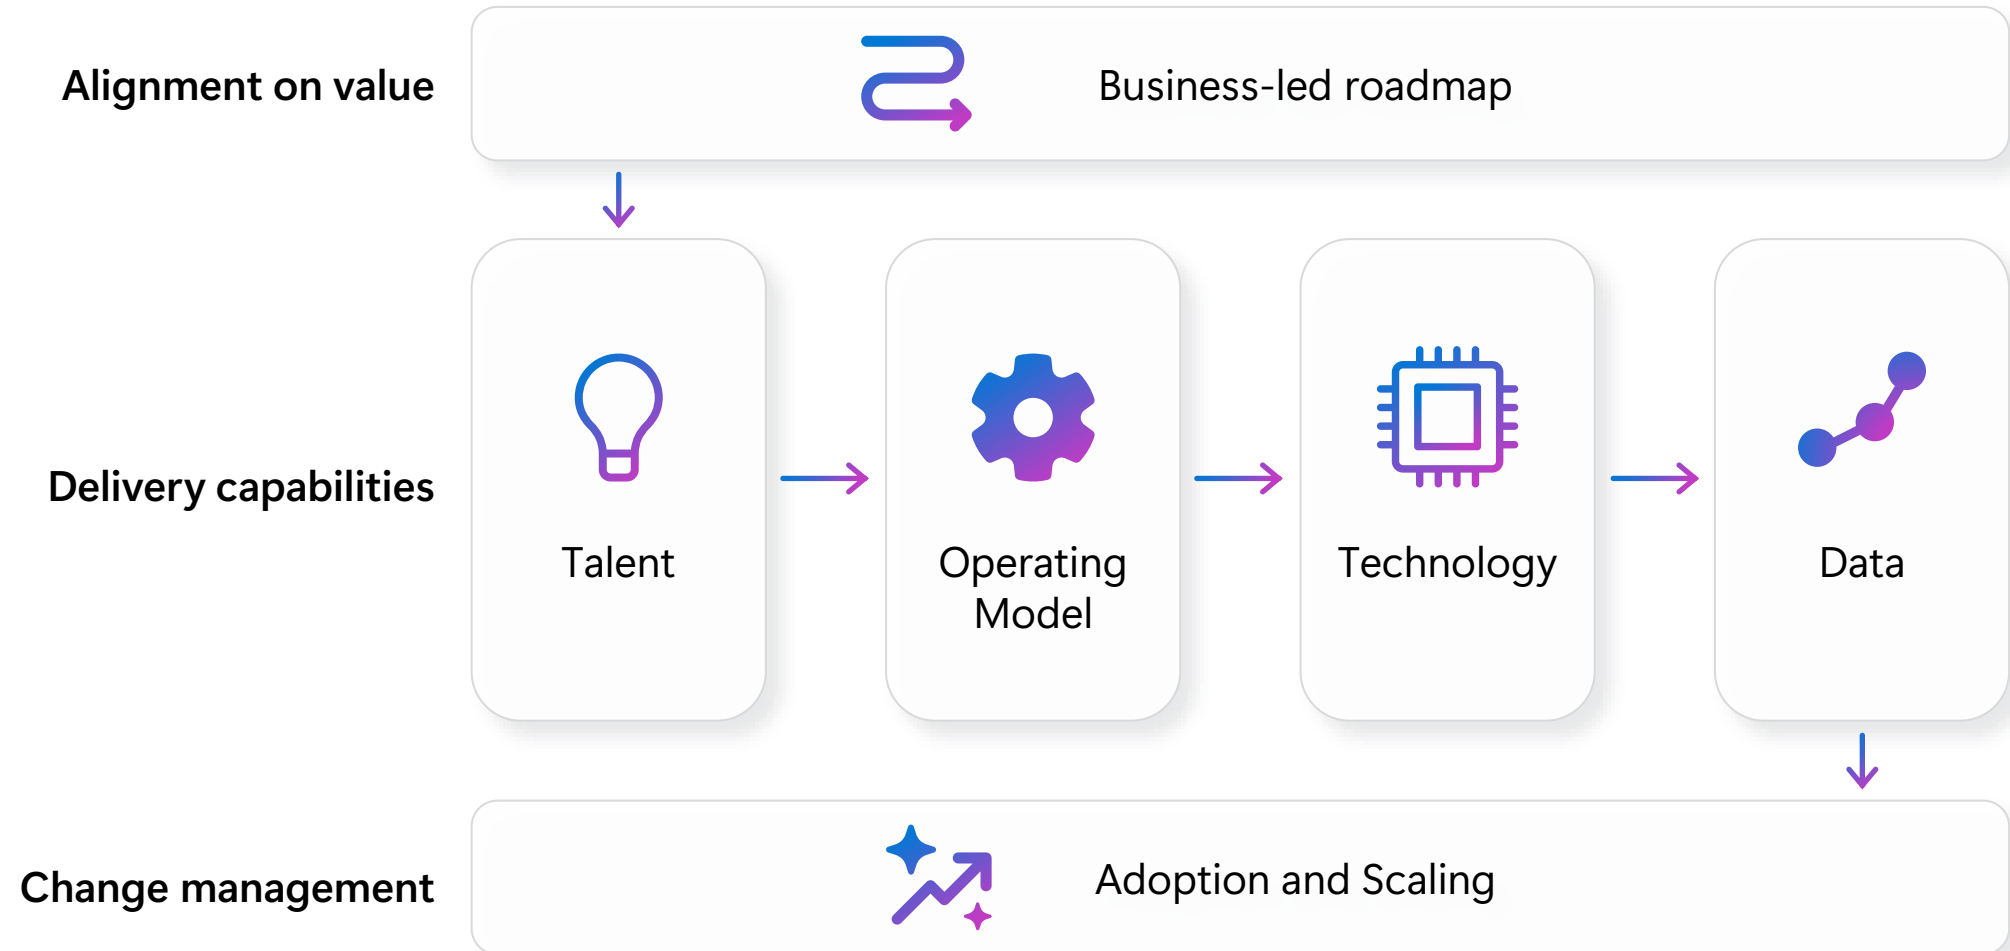 Alignment on value
Business-led roadmap
Delivery capabilities
Talent
Operating
Model
Technology
Data
Change management
Adoption and Scaling